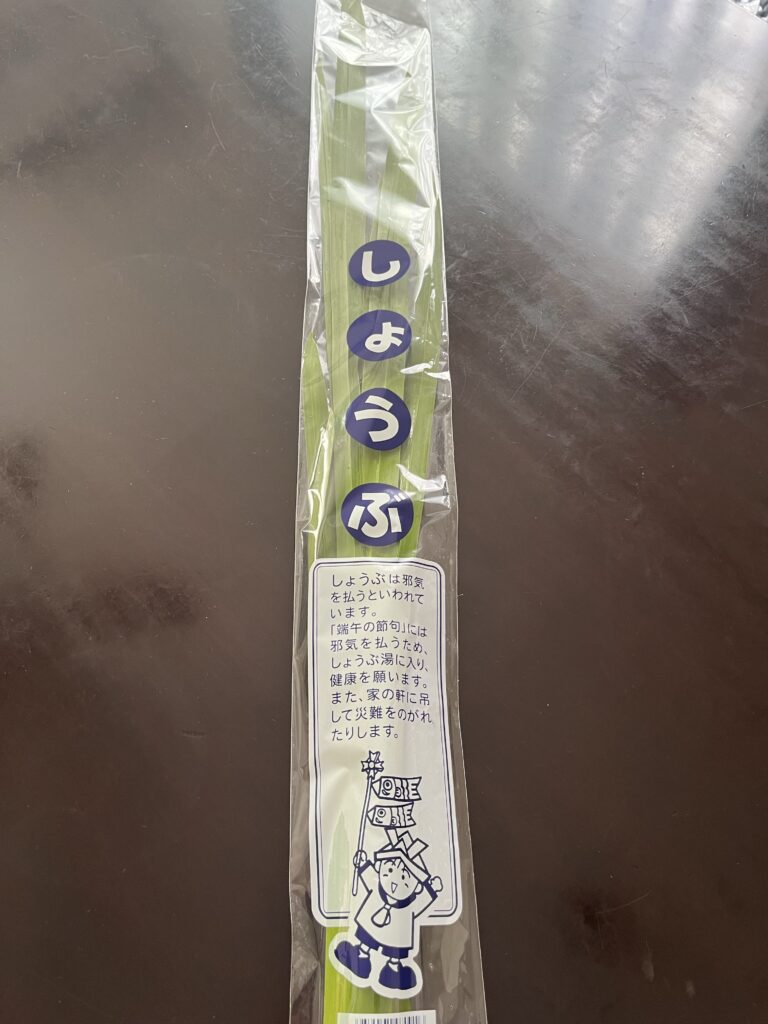 しょうぶ
しょうぶは邪気
を払うといわれて
います。
「端午の節句」には
邪気を払うため、
しょうぶ湯に入り、
健康を願います。
また、家の軒に吊
して災難をのがれ
たりします。